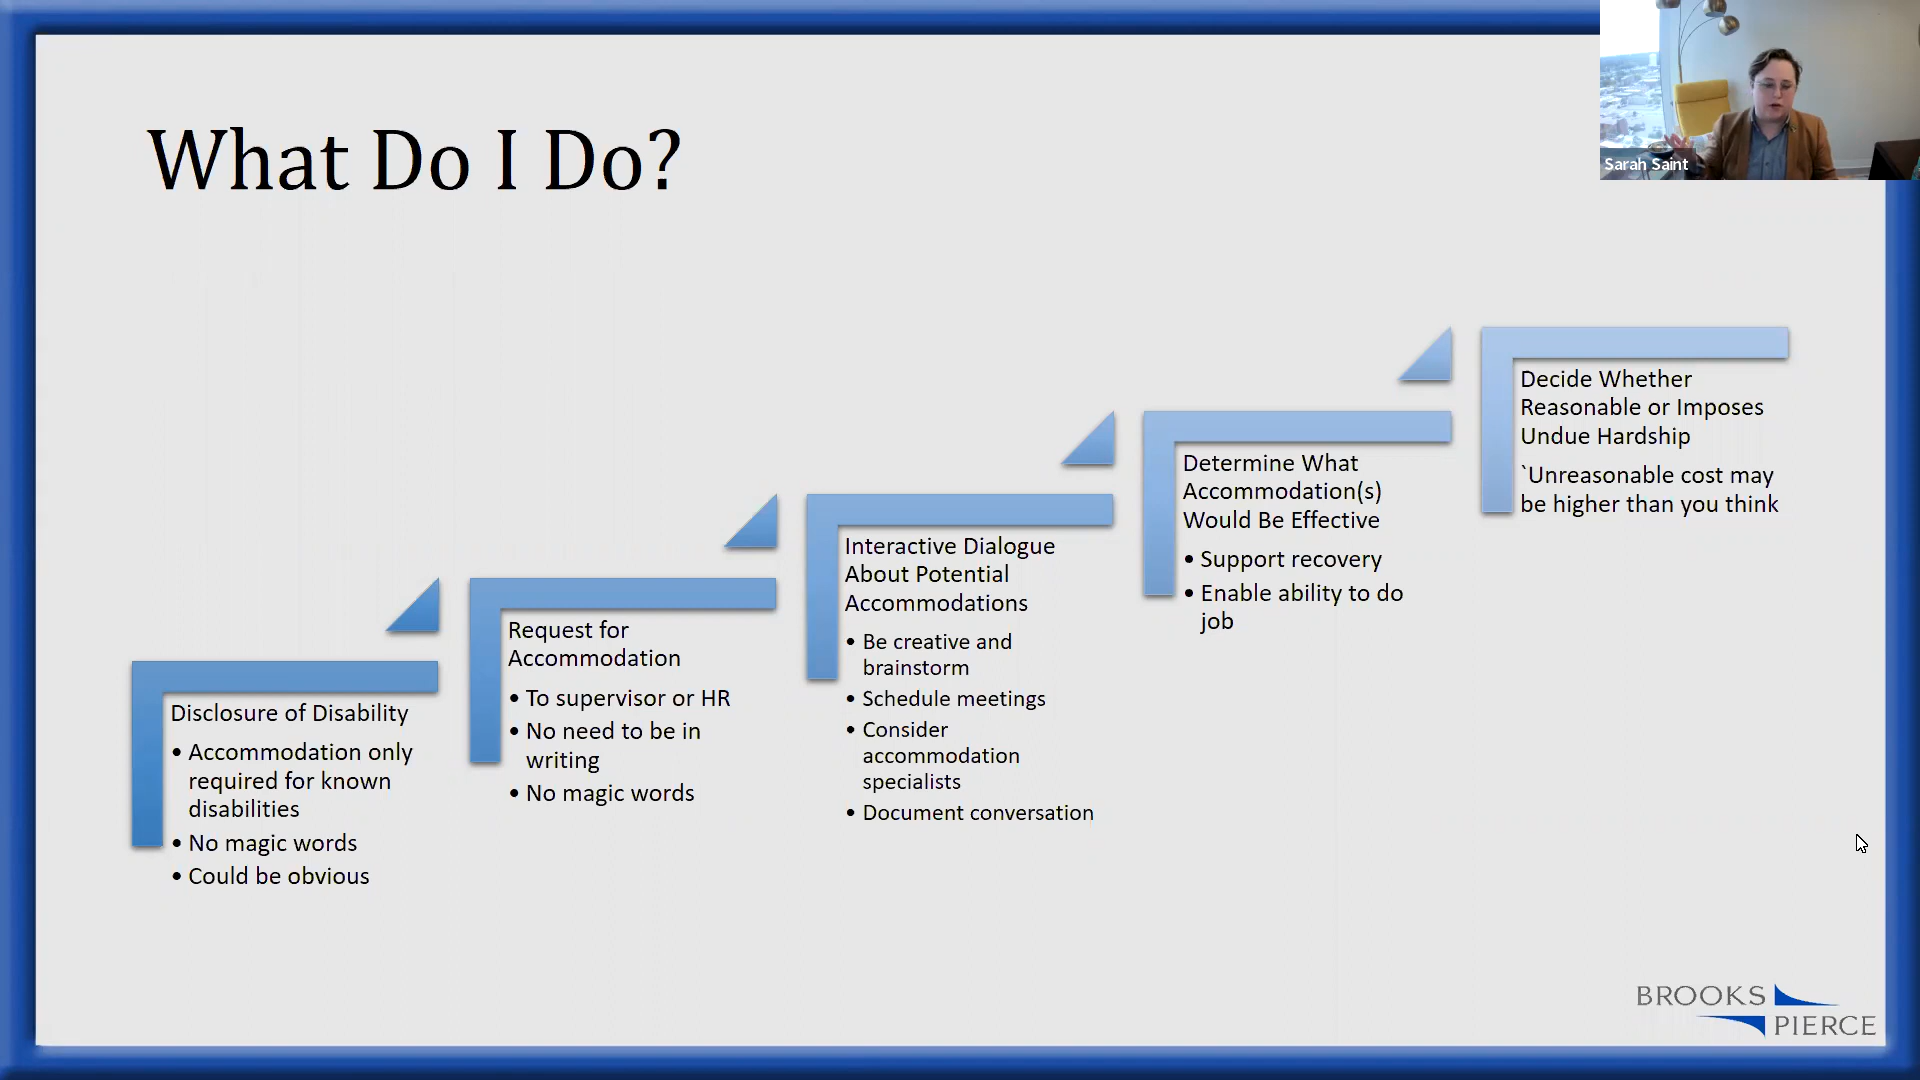 What Do I Do?
Sarah Saint
Disclosure of Disability
• Accommodation only
required for known
disabilities
• No magic words
• Could be obvious
Request for
Accommodation
• To supervisor or HR
• No need to be in
writing
• No magic words
Interactive Dialogue
About Potential
Accommodations
• Be creative and
brainstorm
• Schedule meetings
• Consider
accommodation
specialists
• Document conversation
Determine What
Accommodation(s)
Would Be Effective
• Support recovery
• Enable ability to do
job
Decide Whether
Reasonable or Imposes
Undue Hardship
`Unreasonable cost may
be higher than you think
BROOKS
PIERCE